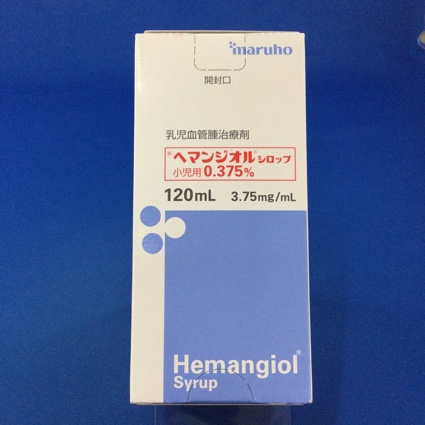 maruho
開封口
乳児血管腫治療剤
ヘマンジオル®シロップ
小児用0.375%
120mL 3.75mg/mL
Hemangiol®
Syrup